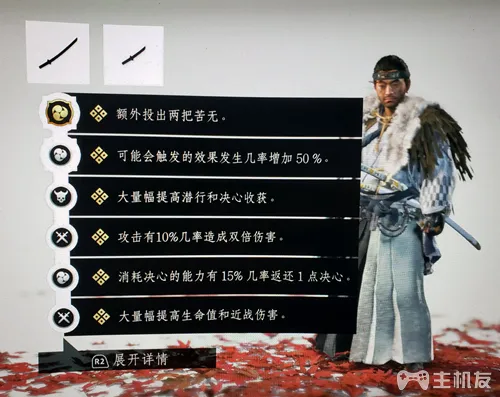 额外投出两把苦无。
可能会触发的效果发生几率增加50%。
大量幅提高潜行和决心收获。
攻击有10%几率造成双倍伤害。
消耗决心的能力有15%几率返还1点决心。
大量幅提高生命值和近战伤害。
R2 展开详情
主机友